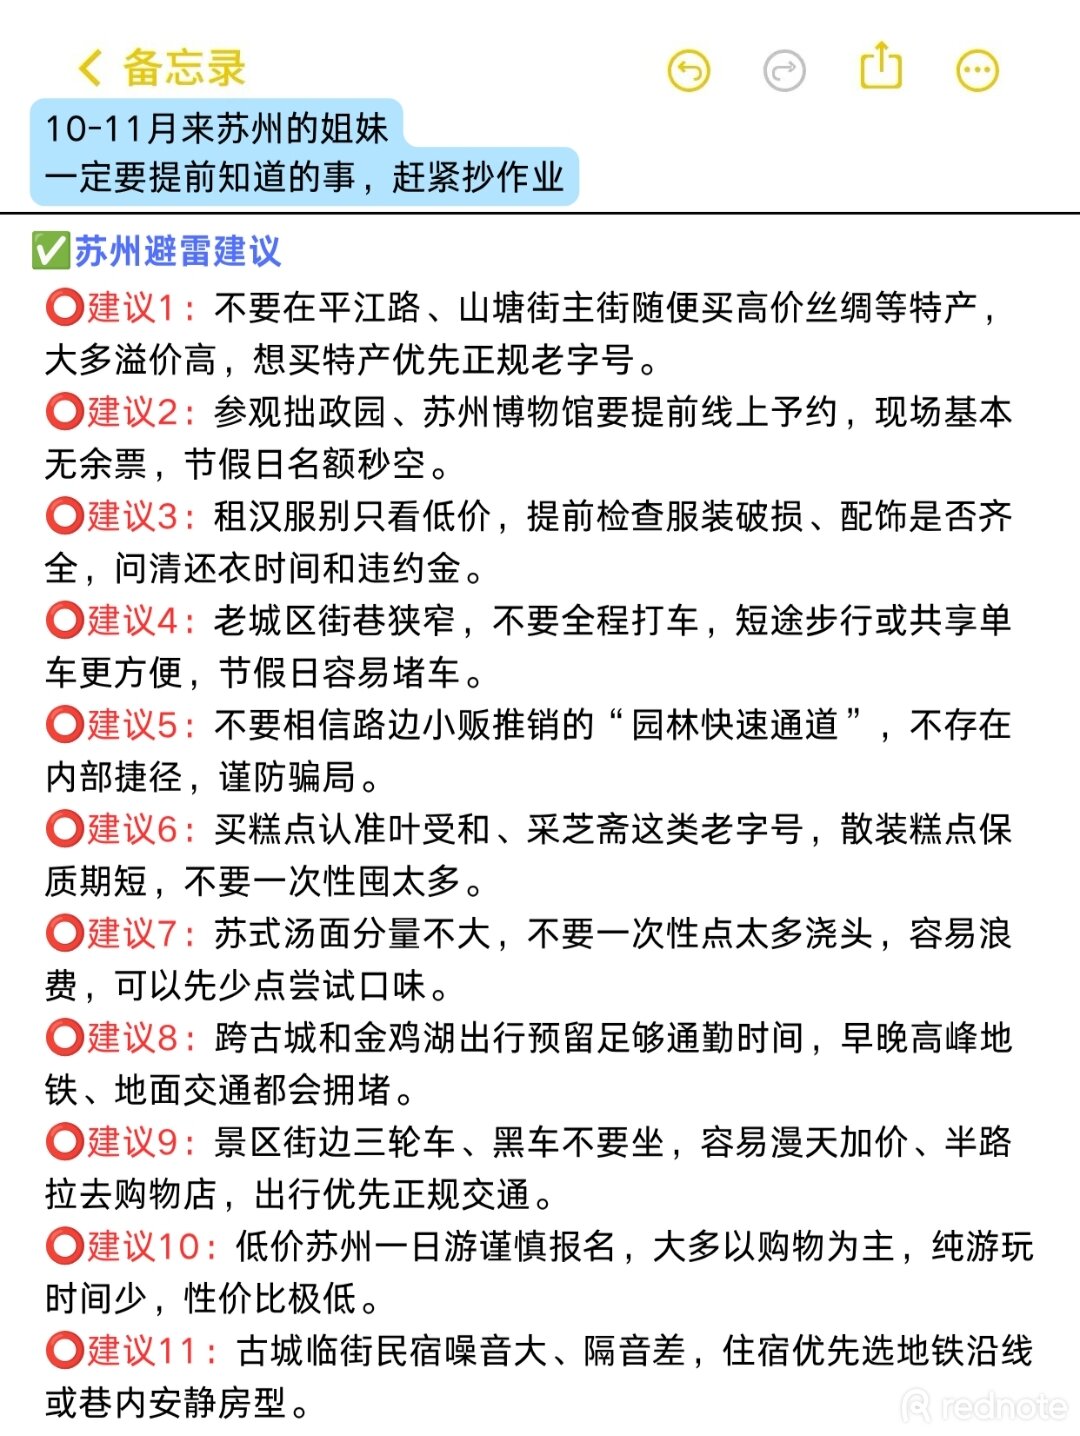 备忘录
10-11月来苏州的姐妹
一定要提前知道的事，赶紧抄作业
✅苏州避雷建议
⭕建议1：不要在平江路、山塘街主街随便买高价丝绸等特产，
大多溢价高，想买特产优先正规老字号。
⭕建议2：参观拙政园、苏州博物馆要提前线上予约，现场基本
无余票，节假日名额秒空。
⭕建议3：租汉服别只看低价，提前检查服装破损、配饰是否齐
全，问清还衣时间和违约金。
⭕建议4：老城区街巷狭窄，不要全程打车，短途步行或共享单
车更方便，节假日容易堵车。
⭕建议5：不要相信路边小贩推销的“园林快速通道”，不存在
内部捷径，谨防骗局。
⭕建议6：买糕点认准叶受和、采芝斋这类老字号，散装糕点保
质期短，不要一次性囤太多。
⭕建议7：苏式汤面分量不大，不要一次性点太多浇头，容易浪
费，可以先少点尝试口味。
⭕建议8：跨古城和金鸡湖出行预留足够通勤时间，早晚高峰地
铁、地面交通都会拥堵。
⭕建议9：景区街边三轮车、黑车不要坐，容易漫天加价、半路
拉去购物店，出行优先正规交通。
⭕建议10：低价苏州一日游谨慎报名，大多以购物为主，纯游玩
时间少，性价比极低。
⭕建议11：古城临街民宿噪音大、隔音差，住宿优先选地铁沿线
或巷内安静房型。
rednote